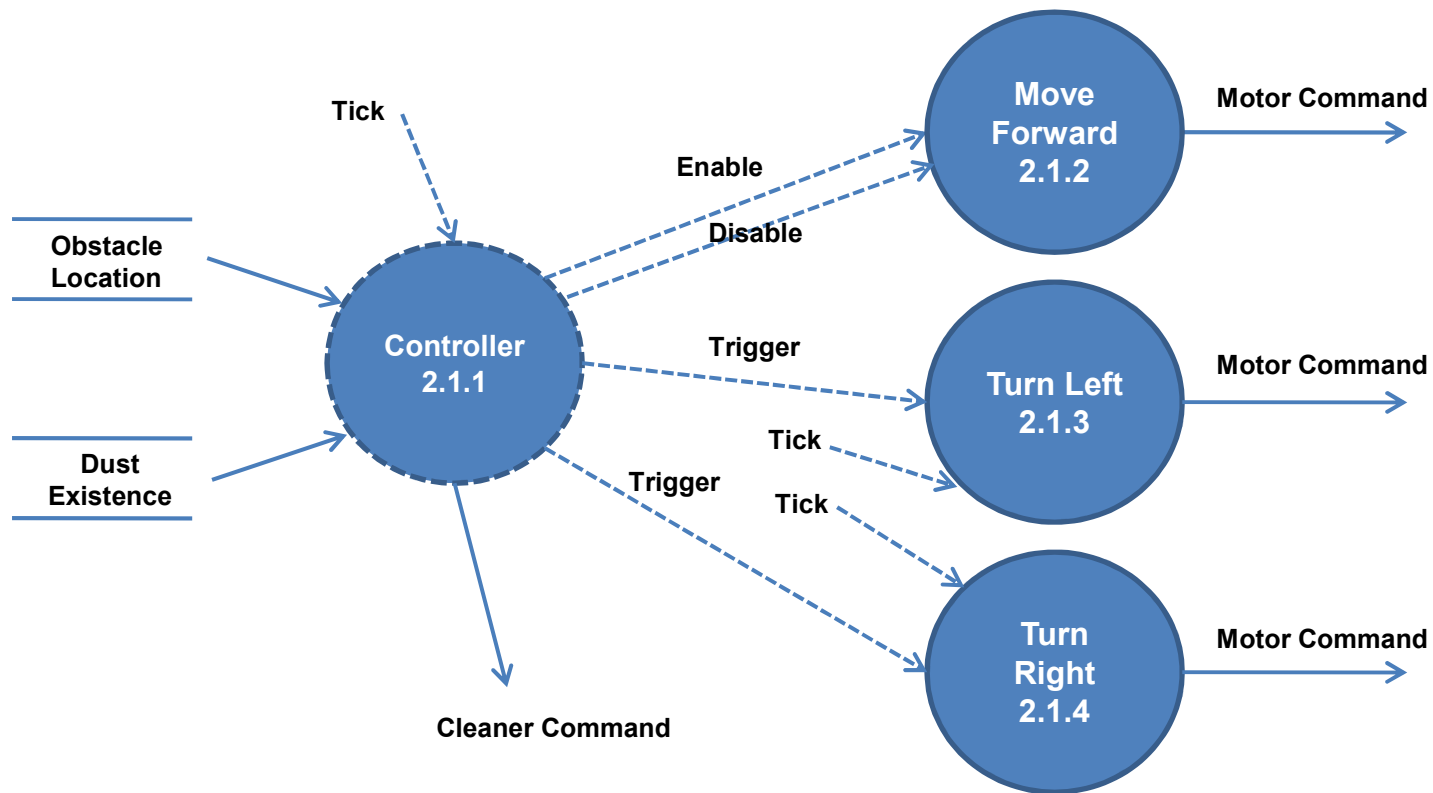 Tick
Obstacle
Location
Dust
Existence
Controller
2.1.1
Cleaner Command
Enable
Disable
Trigger
Trigger
Tick
Tick
Move
Forward
2.1.2
Motor Command
Turn Left
2.1.3
Motor Command
Turn
Right
2.1.4
Motor Command